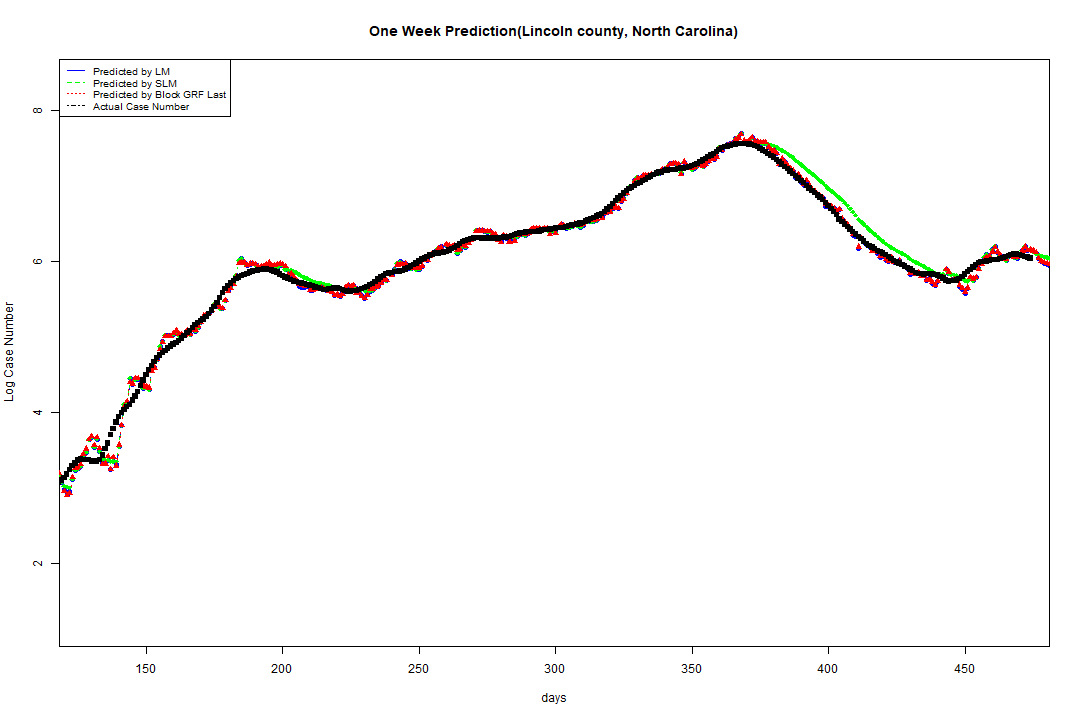 One Week Prediction(Lincoln county, North Carolina)
Predicted by LM
Predicted by SLM
Predicted by Block GRF Last
Actual Case Number
8
6
4
2
Log Case Number
150 200 250 300 350 400 450
days